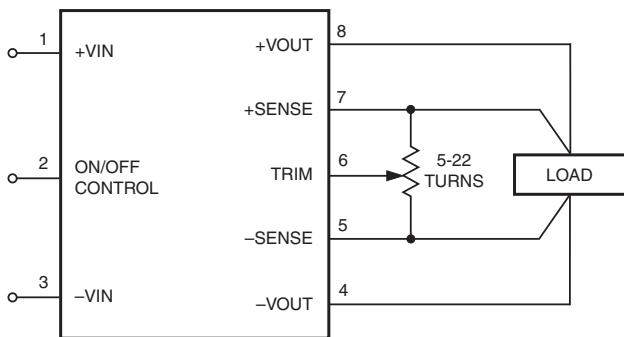 1
+VIN
2
ON/OFF
CONTROL
3
–VIN
+VOUT
8
+SENSE
7
TRIM
6
5-22
TURNS
–SENSE
5
–VOUT
4
LOAD